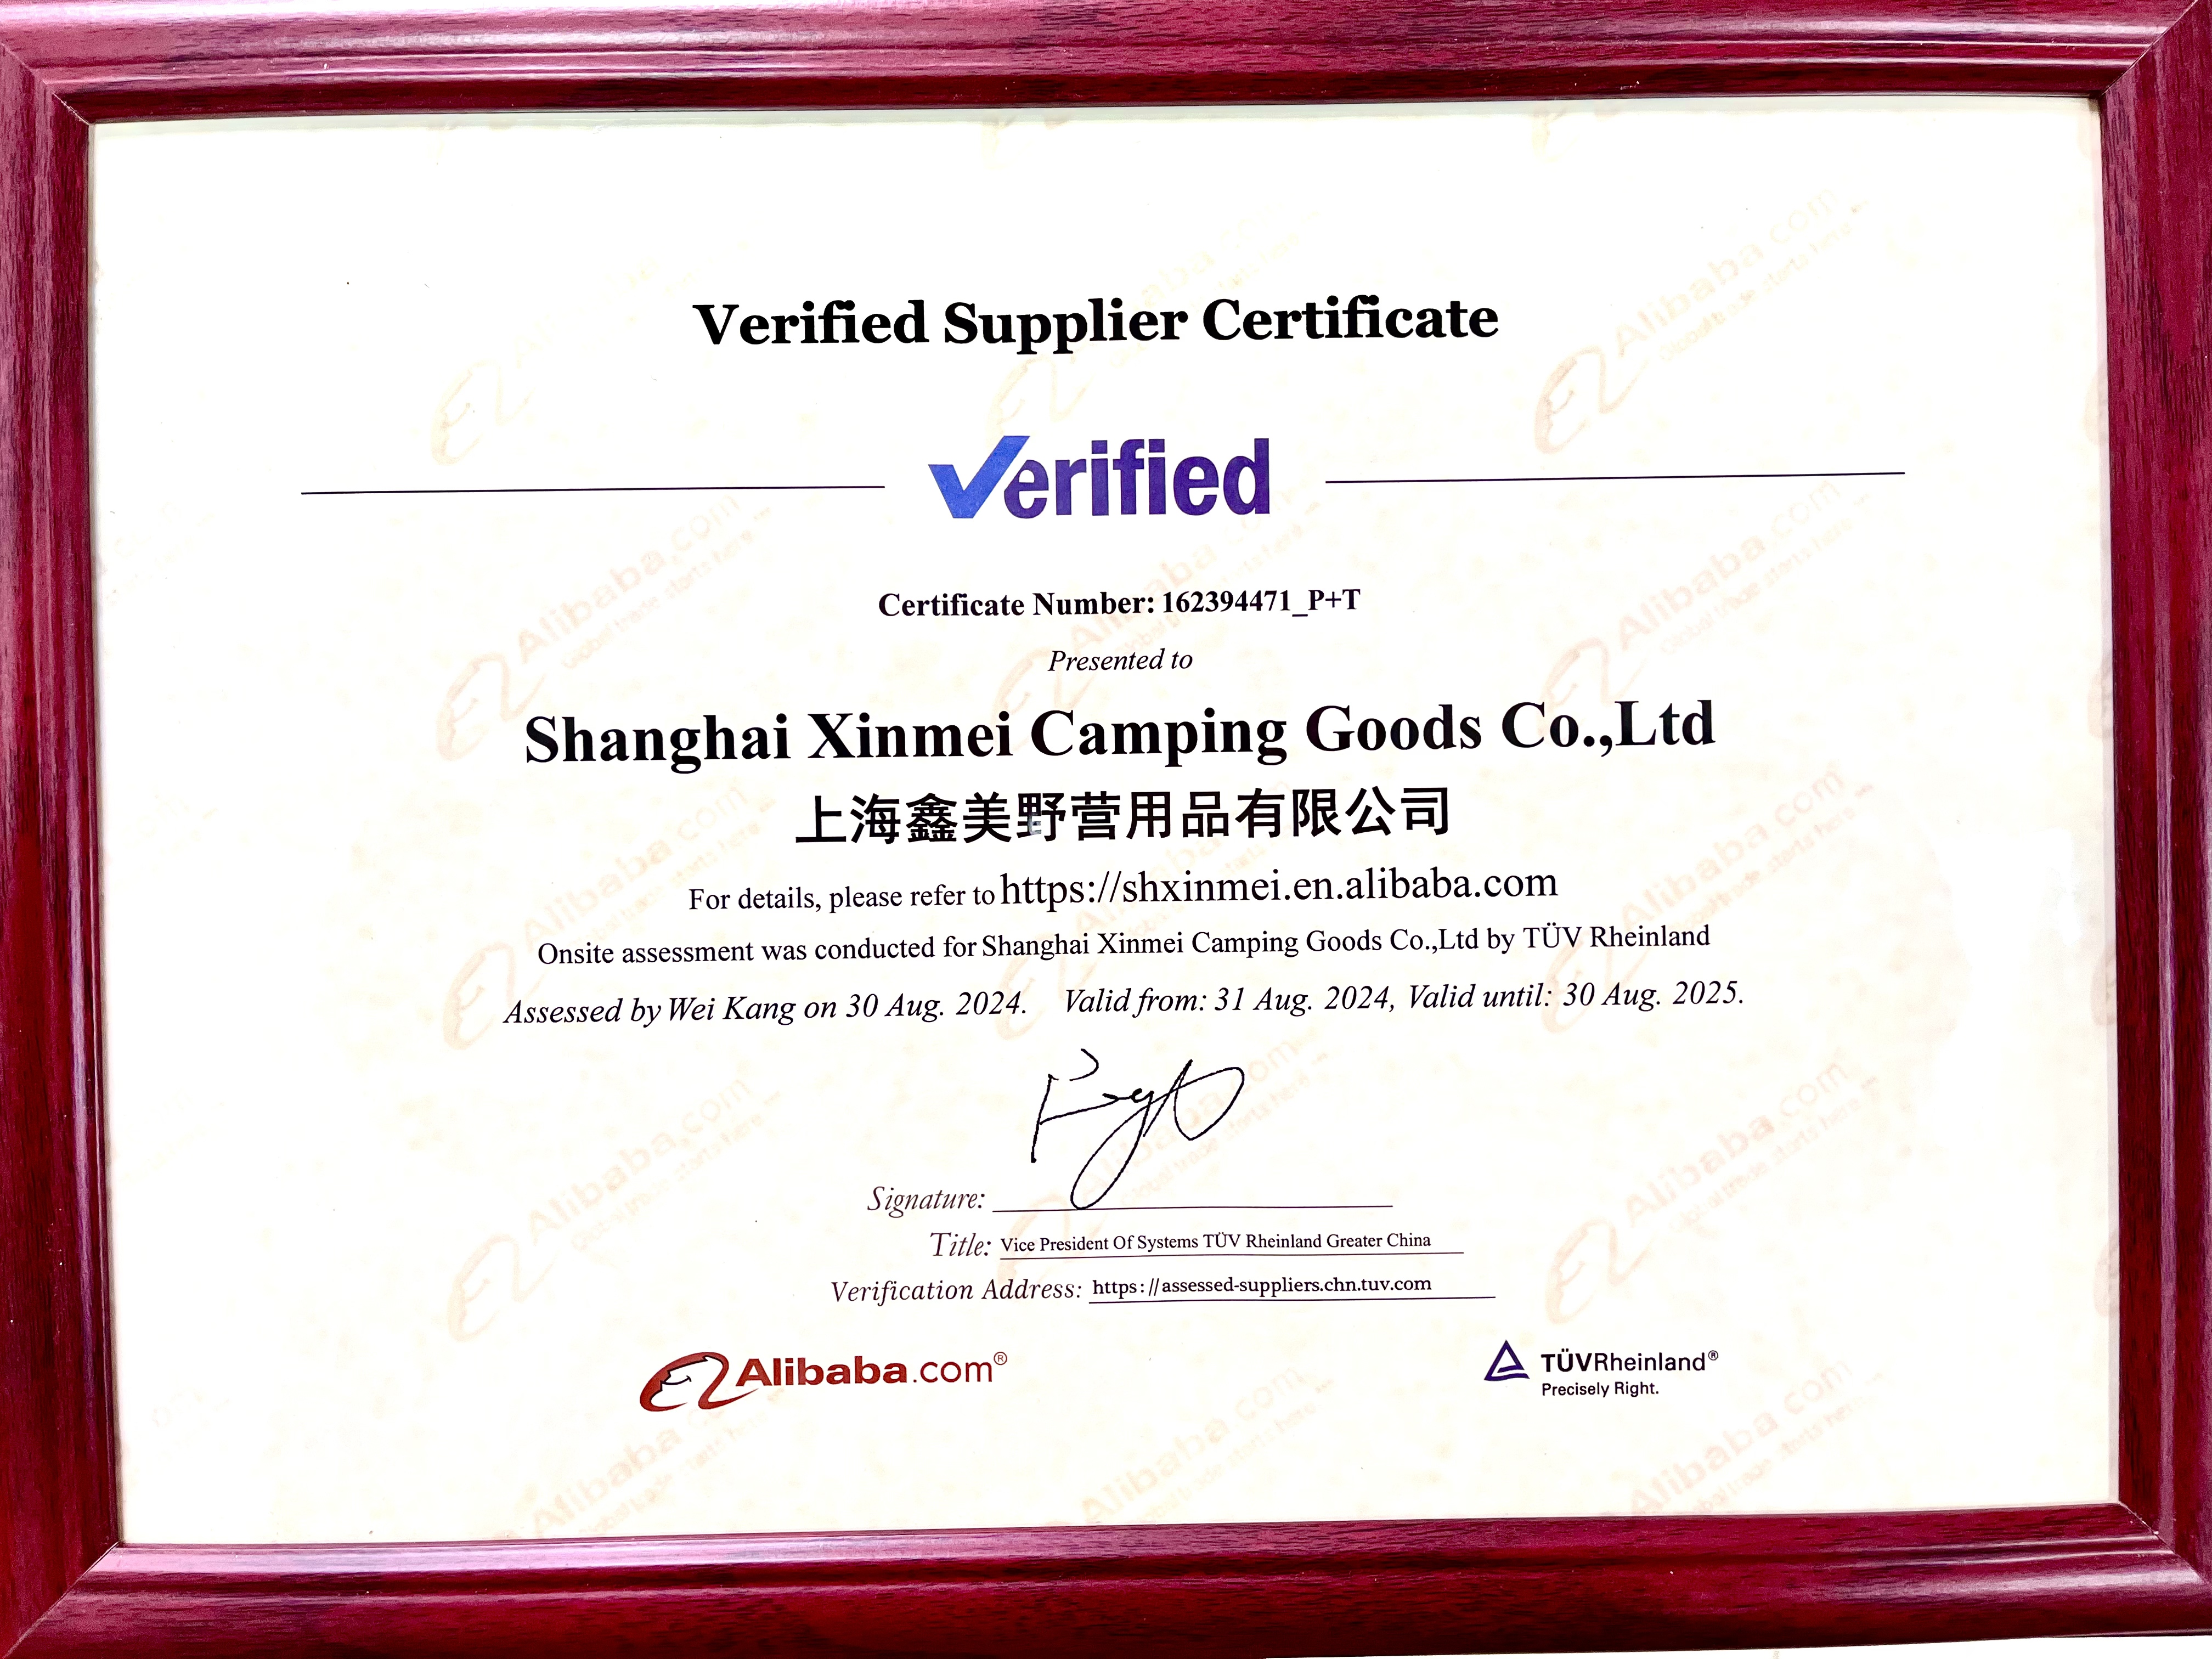 Verified Supplier Certificate
Verified
Certificate Number: 162394471_P+T
Presented to
Shanghai Xinmei Camping Goods Co.,Ltd
上海鑫美野营用品有限公司
For details, please refer to https://shxinmei.en.alibaba.com
Onsite assessment was conducted for Shanghai Xinmei Camping Goods Co.,Ltd by TÜV Rheinland
Assessed by Wei Kang on 30 Aug. 2024. Valid from: 31 Aug. 2024, Valid until: 30 Aug. 2025.
Signature:
Title: Vice President Of Systems TÜV Rheinland Greater China
Verification Address: https://assessed-suppliers.chn.tuv.com
Alibaba.com®
TÜVRheinland®
Precisely Right.